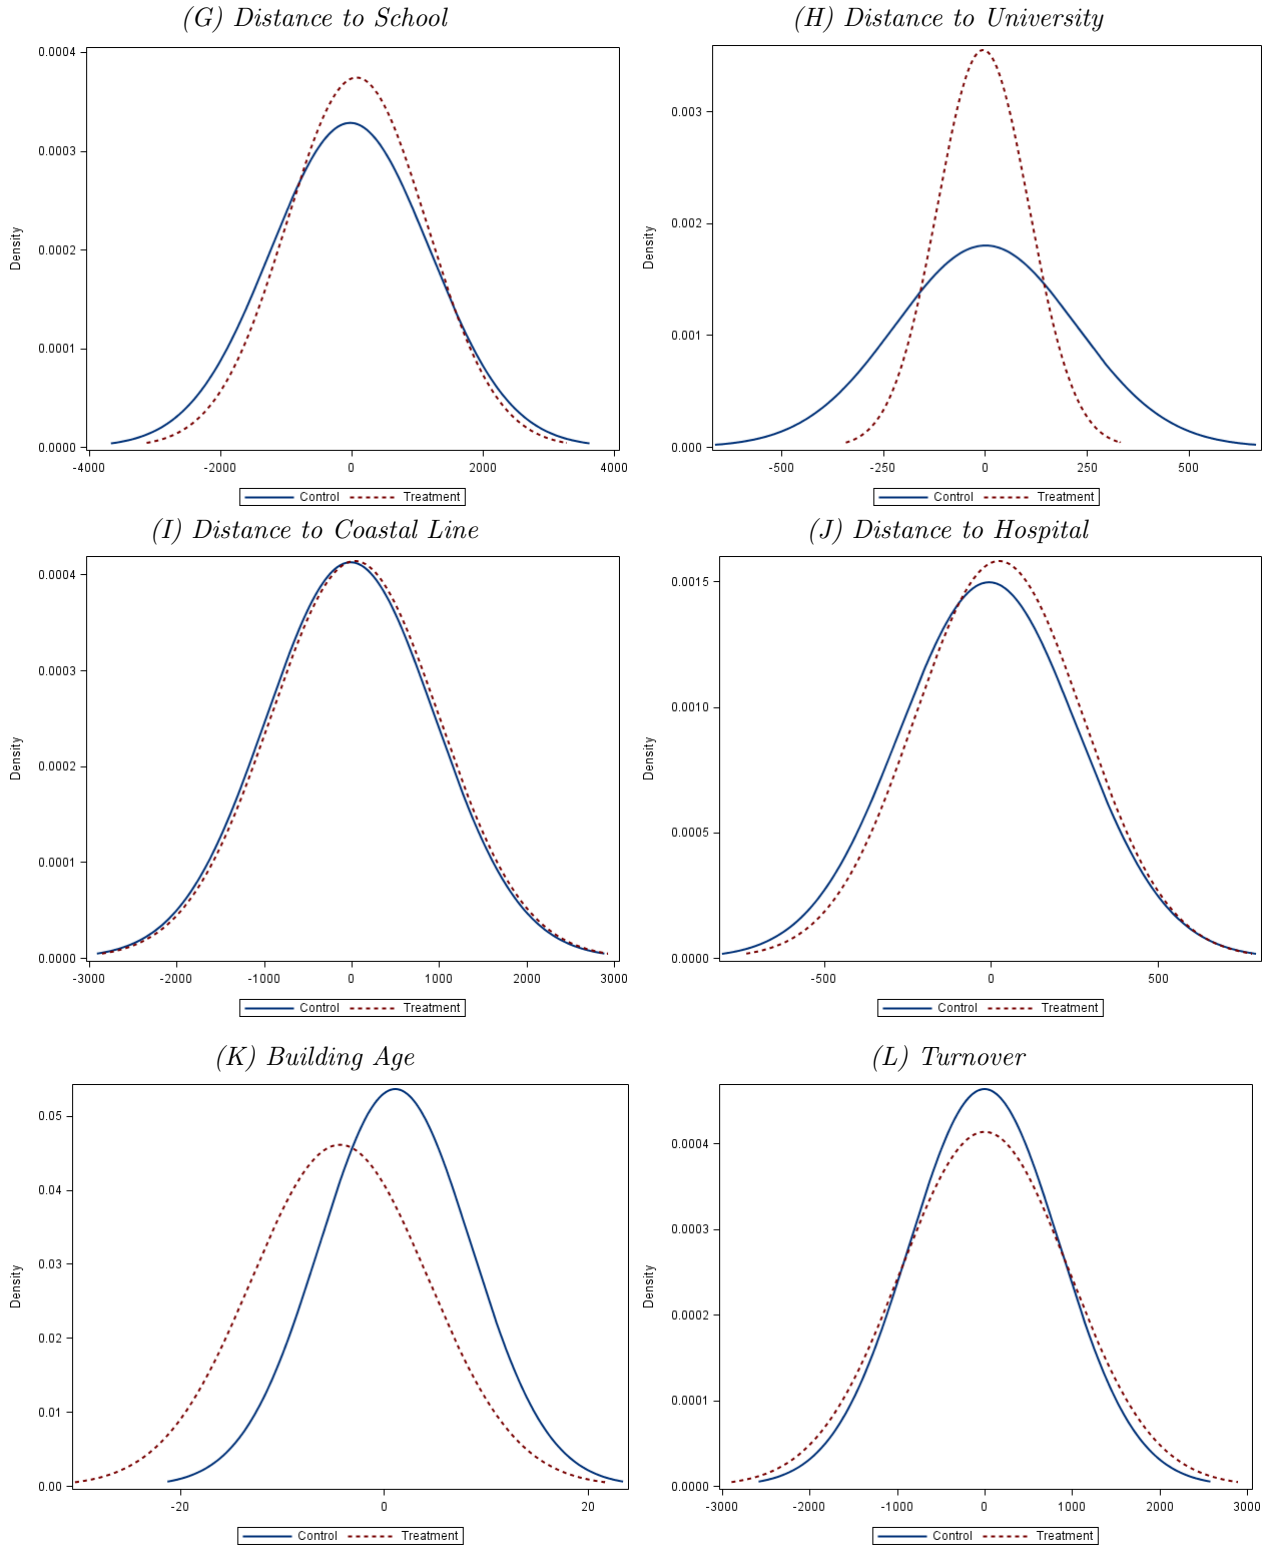 (G) Distance to School
(H) Distance to University
0.0004
0.0003
0.0002
0.0001
0.0000
Density
-4000 -2000 0 2000 4000
Control Treatment
0.003
0.002
0.001
0.000
Density
-500 -250 0 250 500
Control Treatment
(I) Distance to Coastal Line
(J) Distance to Hospital
0.0004
0.0003
0.0002
0.0001
0.0000
Density
-3000 -2000 -1000 0 1000 2000 3000
Control Treatment
0.0015
0.0010
0.0005
0.0000
Density
-500 0 500
Control Treatment
(K) Building Age
(L) Turnover
0.05
0.04
0.03
0.02
0.01
0.00
Density
-20 0 20
Control Treatment
0.0004
0.0003
0.0002
0.0001
0.0000
Density
-3000 -2000 -1000 0 1000 2000 3000
Control Treatment